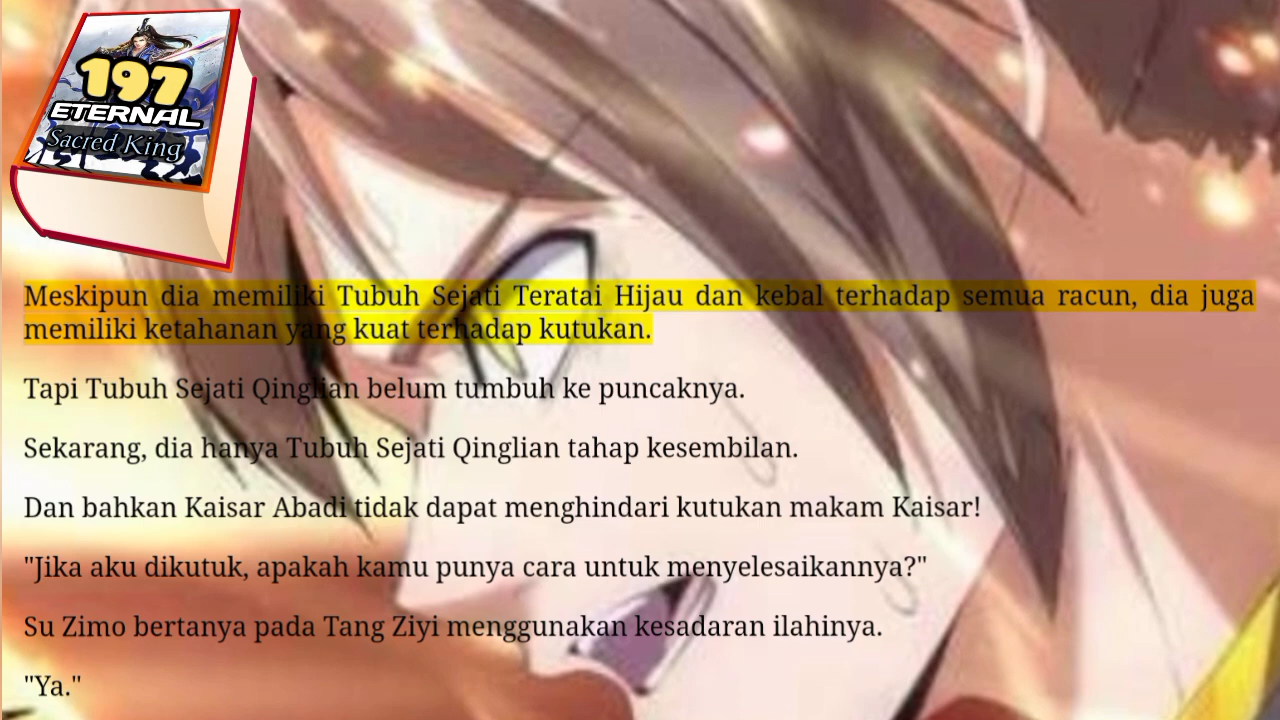 197
ETERNAL
Sacred King
Meskipun dia memiliki Tubuh Sejati Teratai Hijau dan kebal terhadap semua racun, dia juga
memiliki ketahanan yang kuat terhadap kutukan.
Tapi Tubuh Sejati Qinglian belum tumbuh ke puncaknya.
Sekarang, dia hanya Tubuh Sejati Qinglian tahap kesembilan.
Dan bahkan Kaisar Abadi tidak dapat menghindari kutukan makam Kaisar!
"Jika aku dikutuk, apakah kamu punya cara untuk menyelesaikannya?"
Su Zimo bertanya pada Tang Ziyi menggunakan kesadaran ilahinya.
"Ya."